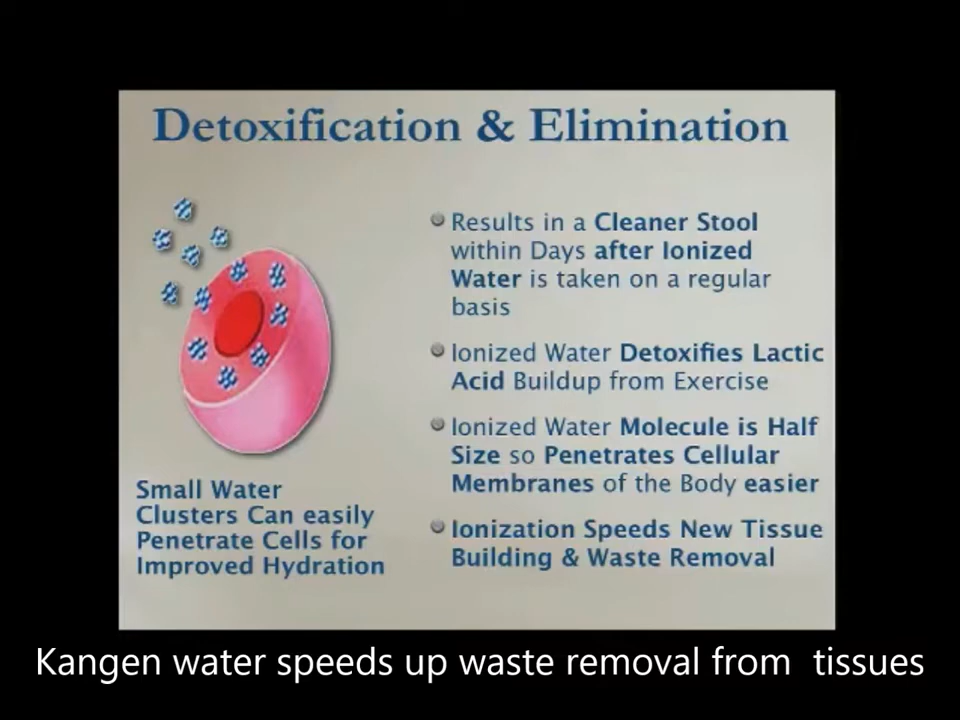 Detoxification & Elimination
Results in a Cleaner Stool
within Days after Ionized
Water is taken on a regular
basis
Ionized Water Detoxifies Lactic
Acid Buildup from Exercise
Ionized Water Molecule is Half
Size so Penetrates Cellular
Membranes of the Body easier
Ionization Speeds New Tissue
Building & Waste Removal
Small Water
Clusters Can easily
Penetrate Cells for
Improved Hydration
Kangen water speeds up waste removal from  tissues